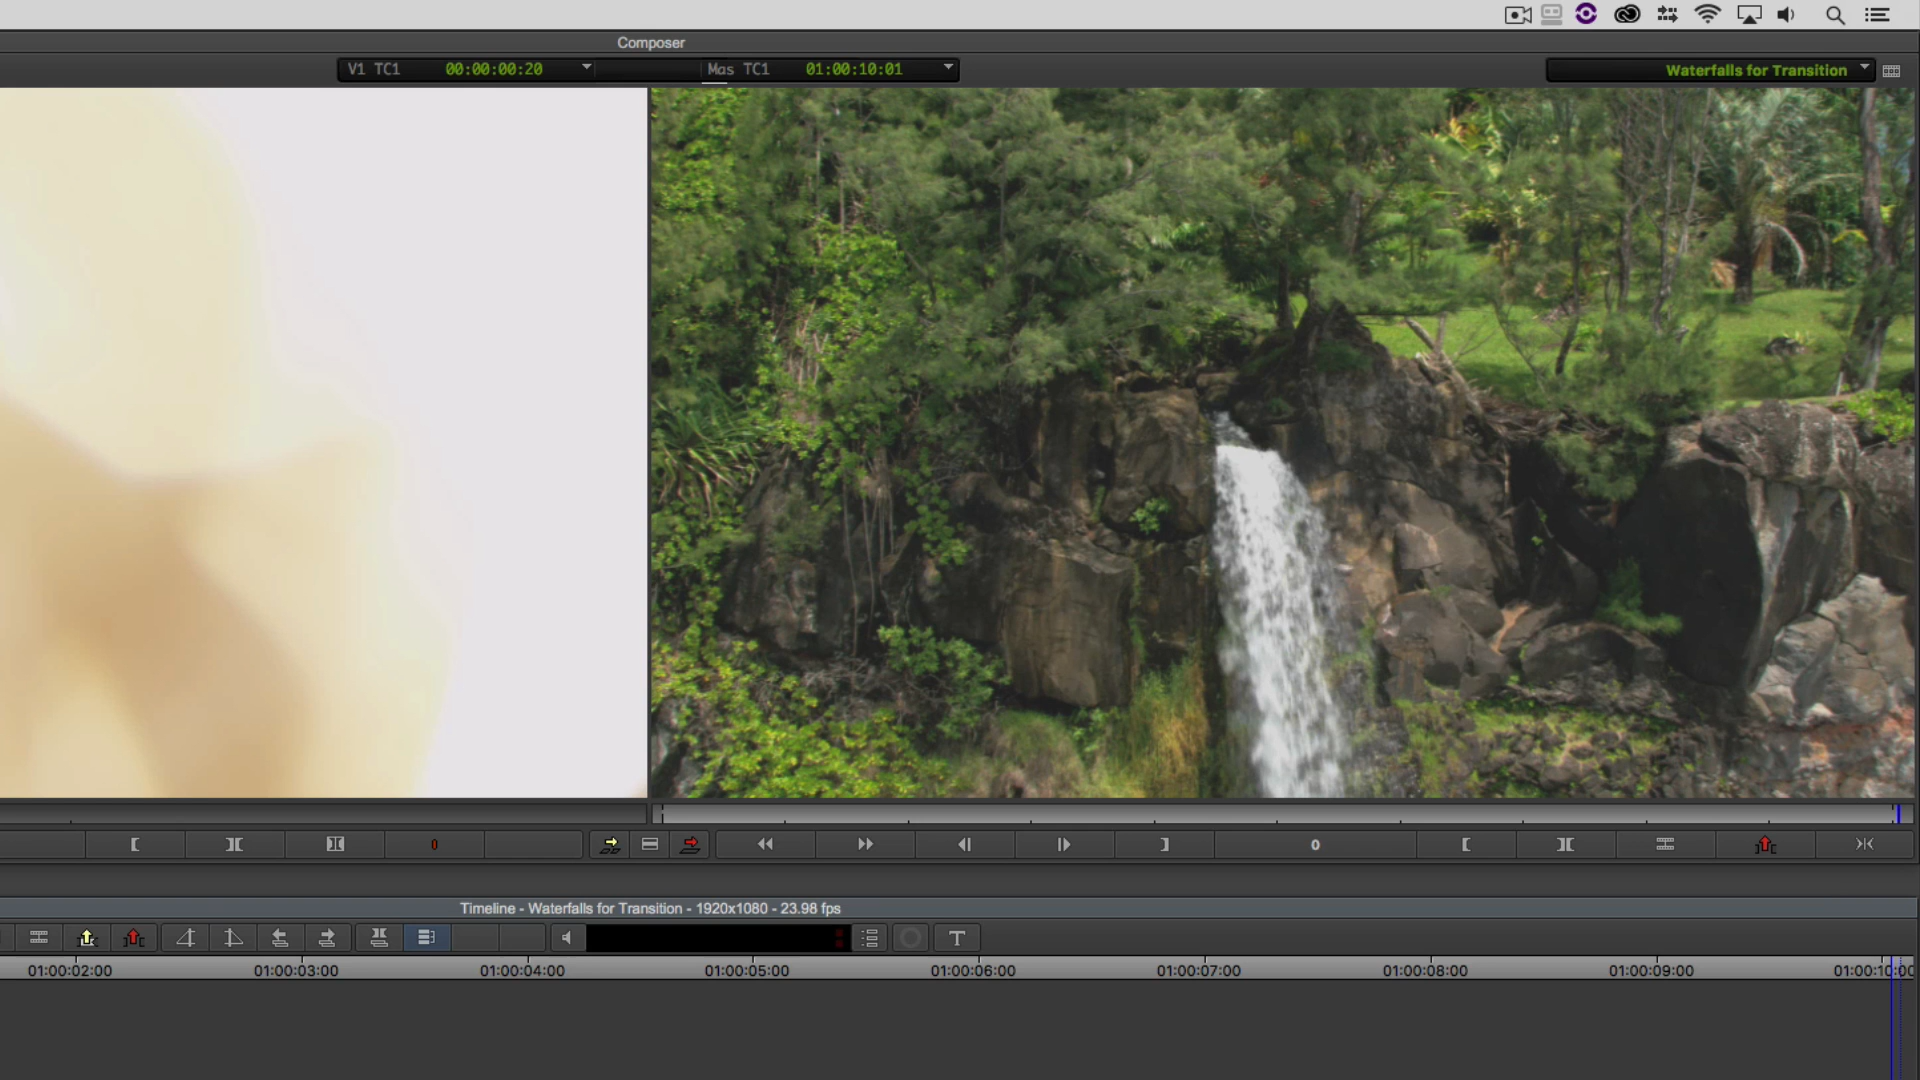 Composer
V1 TC1 00:00:00:20 Mas TC1 01:00:10:01 Waterfalls for Transition
0 0
Timeline - Waterfalls for Transition - 1920x1080 - 23.98 fps
T
01:00:02:00 01:00:03:00 01:00:04:00 01:00:05:00 01:00:06:00 01:00:07:00 01:00:08:00 01:00:09:00 01:00:10:00